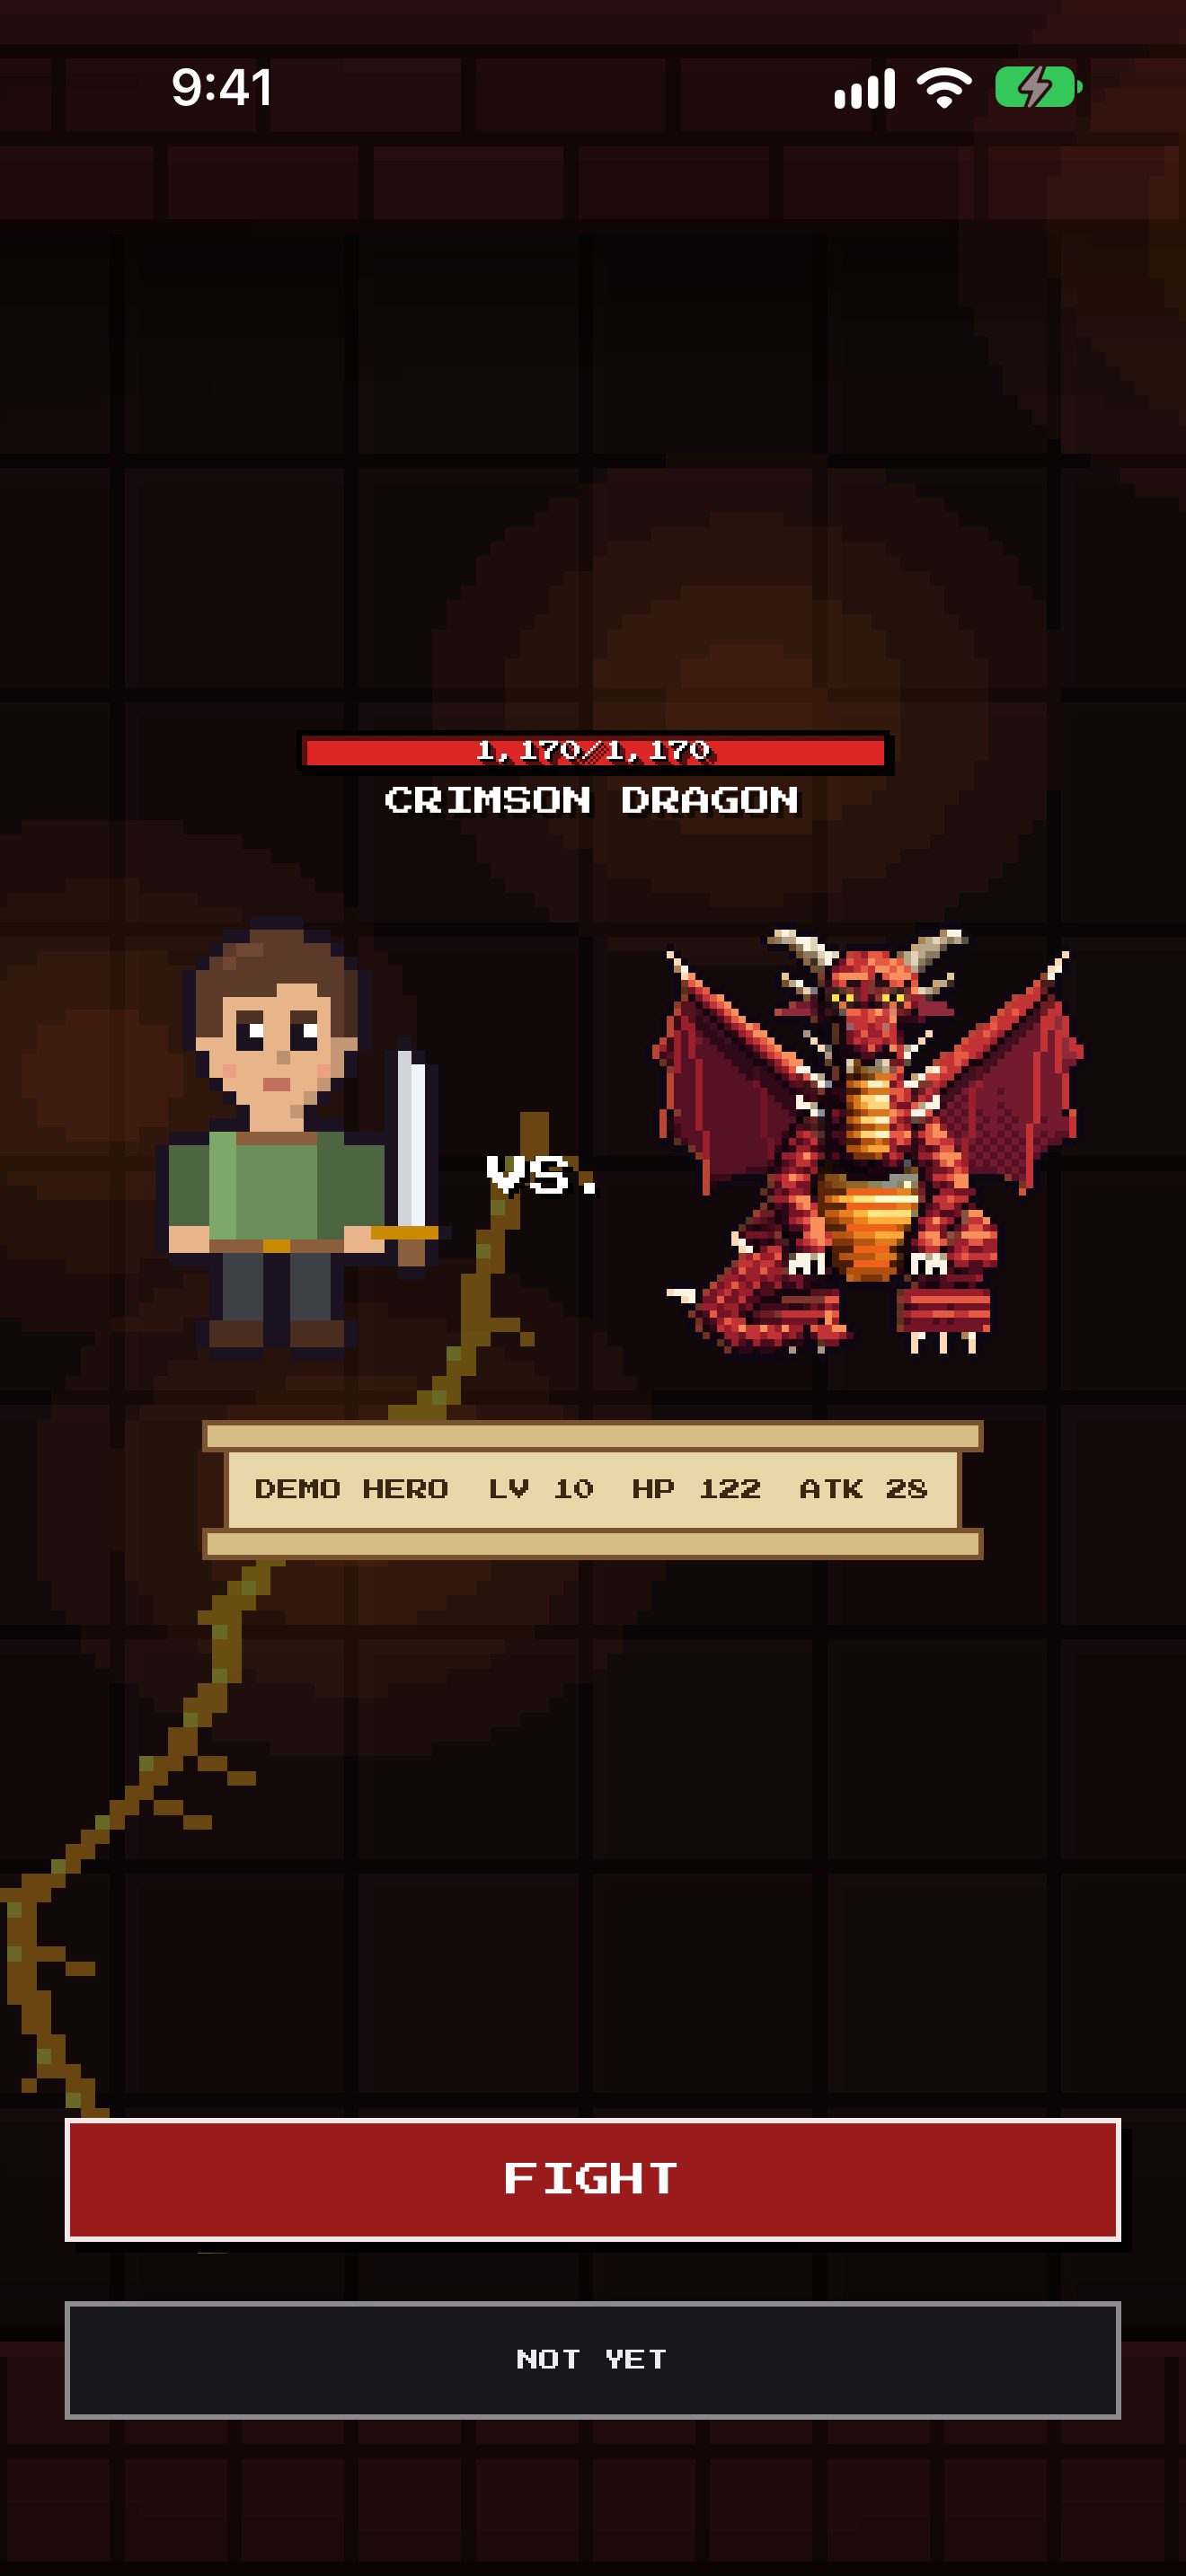 9:41
1,170/1,170
CRIMSON DRAGON
VS.
DEMO HERO LV 10 HP 122 ATK 28
FIGHT
NOT YET